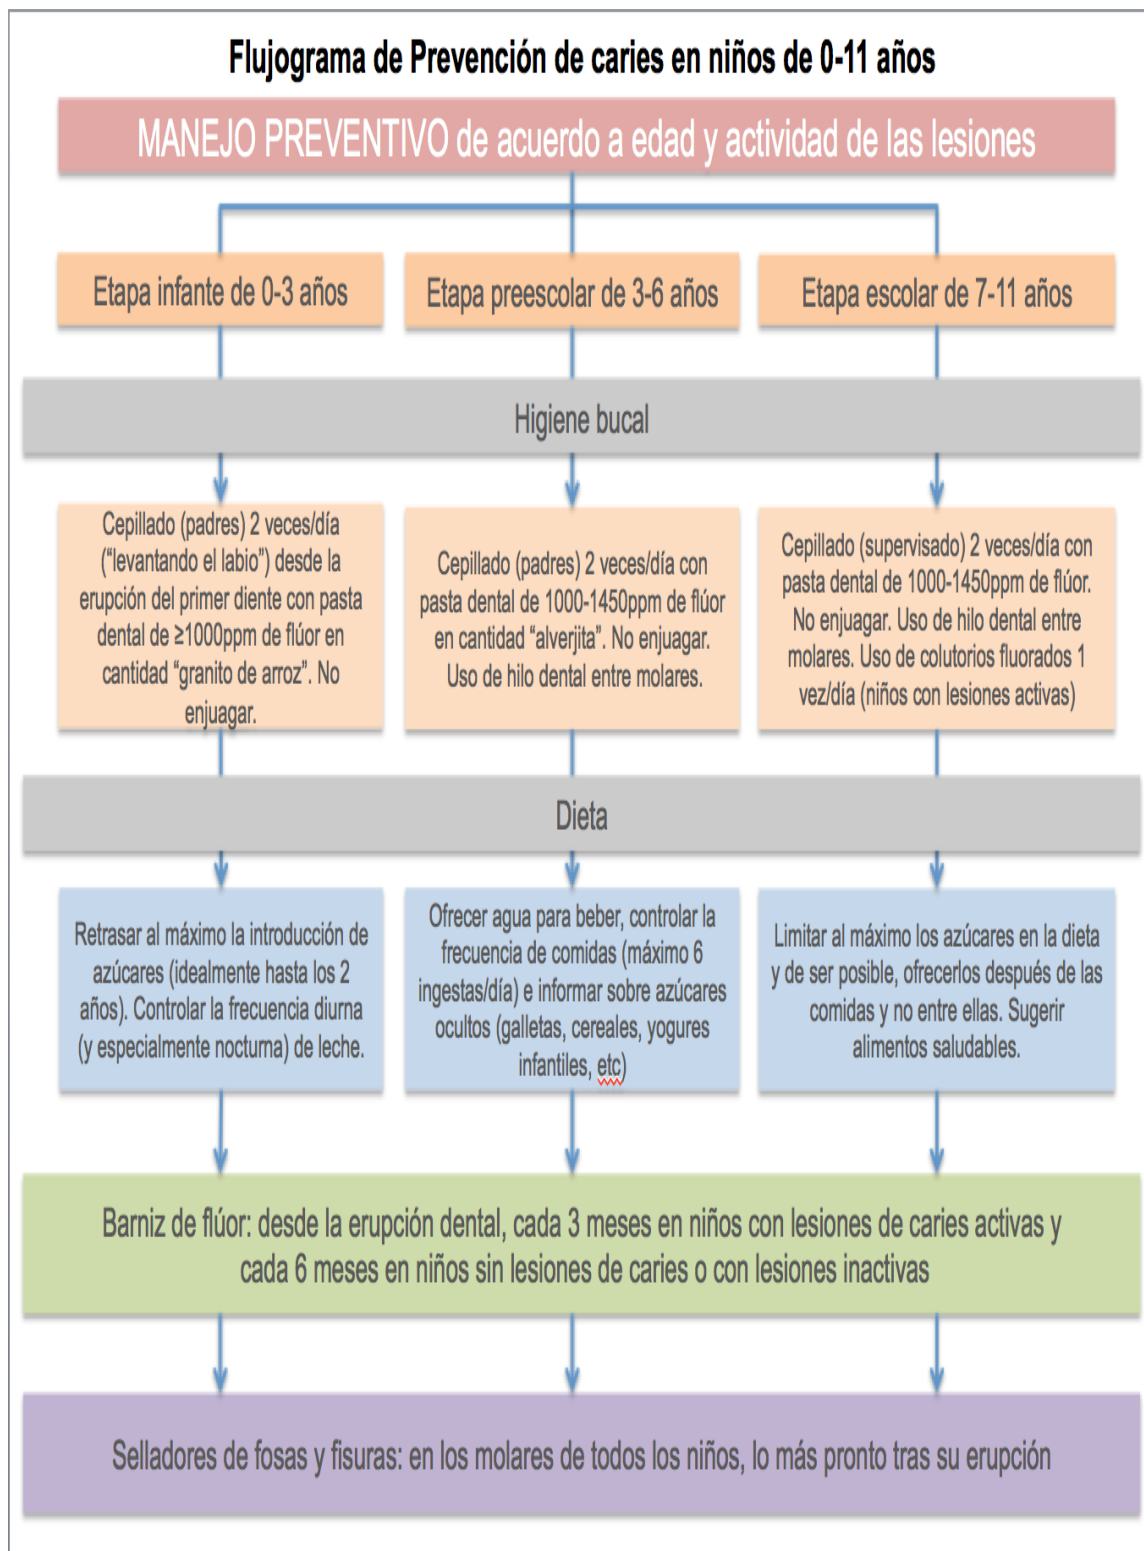 Flujograma de Prevención de caries en niños de 0-11 años
MANEJO PREVENTIVO de acuerdo a edad y actividad de las lesiones
Etapa infante de 0-3 años
Etapa preescolar de 3-6 años
Etapa escolar de 7-11 años
Higiene bucal
Cepillado (padres) 2 veces/día
(“levantando el labio”) desde la
erupción del primer diente con pasta
dental de ≥1000ppm de flúor en
cantidad “granito de arroz”. No
enjuagar.
Cepillado (padres) 2 veces/día con
pasta dental de 1000-1450ppm de flúor
en cantidad “alverjita”. No enjuagar.
Uso de hilo dental entre molares.
Cepillado (supervisado) 2 veces/día con
pasta dental de 1000-1450ppm de flúor.
No enjuagar. Uso de hilo dental entre
molares. Uso de colutorios fluorados 1
vez/día (niños con lesiones activas)
Dieta
Retrasar al máximo la introducción de
azúcares (idealmente hasta los 2
años). Controlar la frecuencia diurna
(y especialmente nocturna) de leche.
Ofrecer agua para beber, controlar la
frecuencia de comidas (máximo 6
ingestas/día) e informar sobre azúcares
ocultos (galletas, cereales, yogures
infantiles, etc)
Limitar al máximo los azúcares en la dieta
y de ser posible, ofrecerlos después de las
comidas y no entre ellas. Sugerir
alimentos saludables.
Barniz de flúor: desde la erupción dental, cada 3 meses en niños con lesiones de caries activas y
cada 6 meses en niños sin lesiones de caries o con lesiones inactivas
Selladores de fosas y fisuras: en los molares de todos los niños, lo más pronto tras su erupción